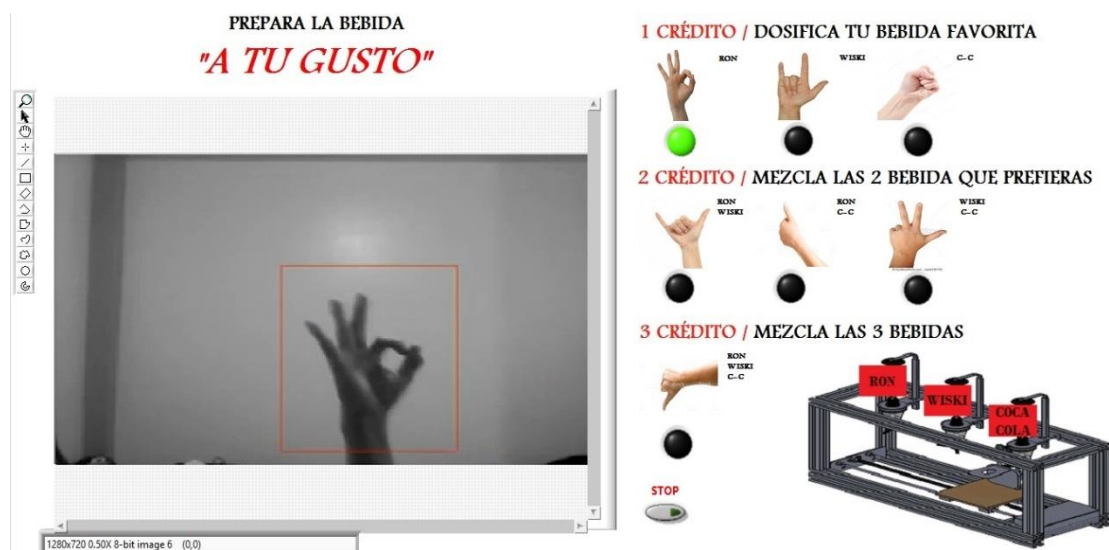 PREPARA LA BEBIDA
"A TU GUSTO"
1280x720 0.50X 8-bit image 6 (0,0)
1 CRÉDITO / DOSIFICA TU BEBIDA FAVORITA
RON
WISKI
C-C
2 CRÉDITO / MEZCLA LAS 2 BEBIDA QUE PREFIERAS
RON
WISKI
RON
C-C
WISKI
C-C
3 CRÉDITO / MEZCLA LAS 3 BEBIDAS
RON
WISKI
C-C
STOP
RON
WISKI
COCA
COLA